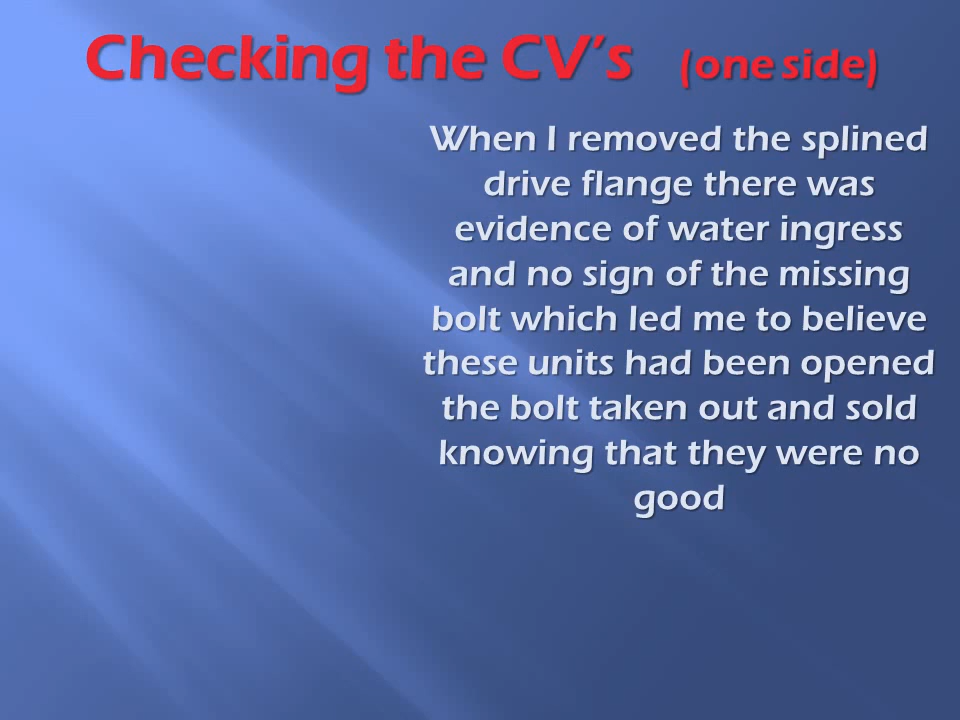 Checking the CV’s (one side)
When I removed the splined
drive flange there was
evidence of water ingress
and no sign of the missing
bolt which led me to believe
these units had been opened
the bolt taken out and sold
knowing that they were no
good